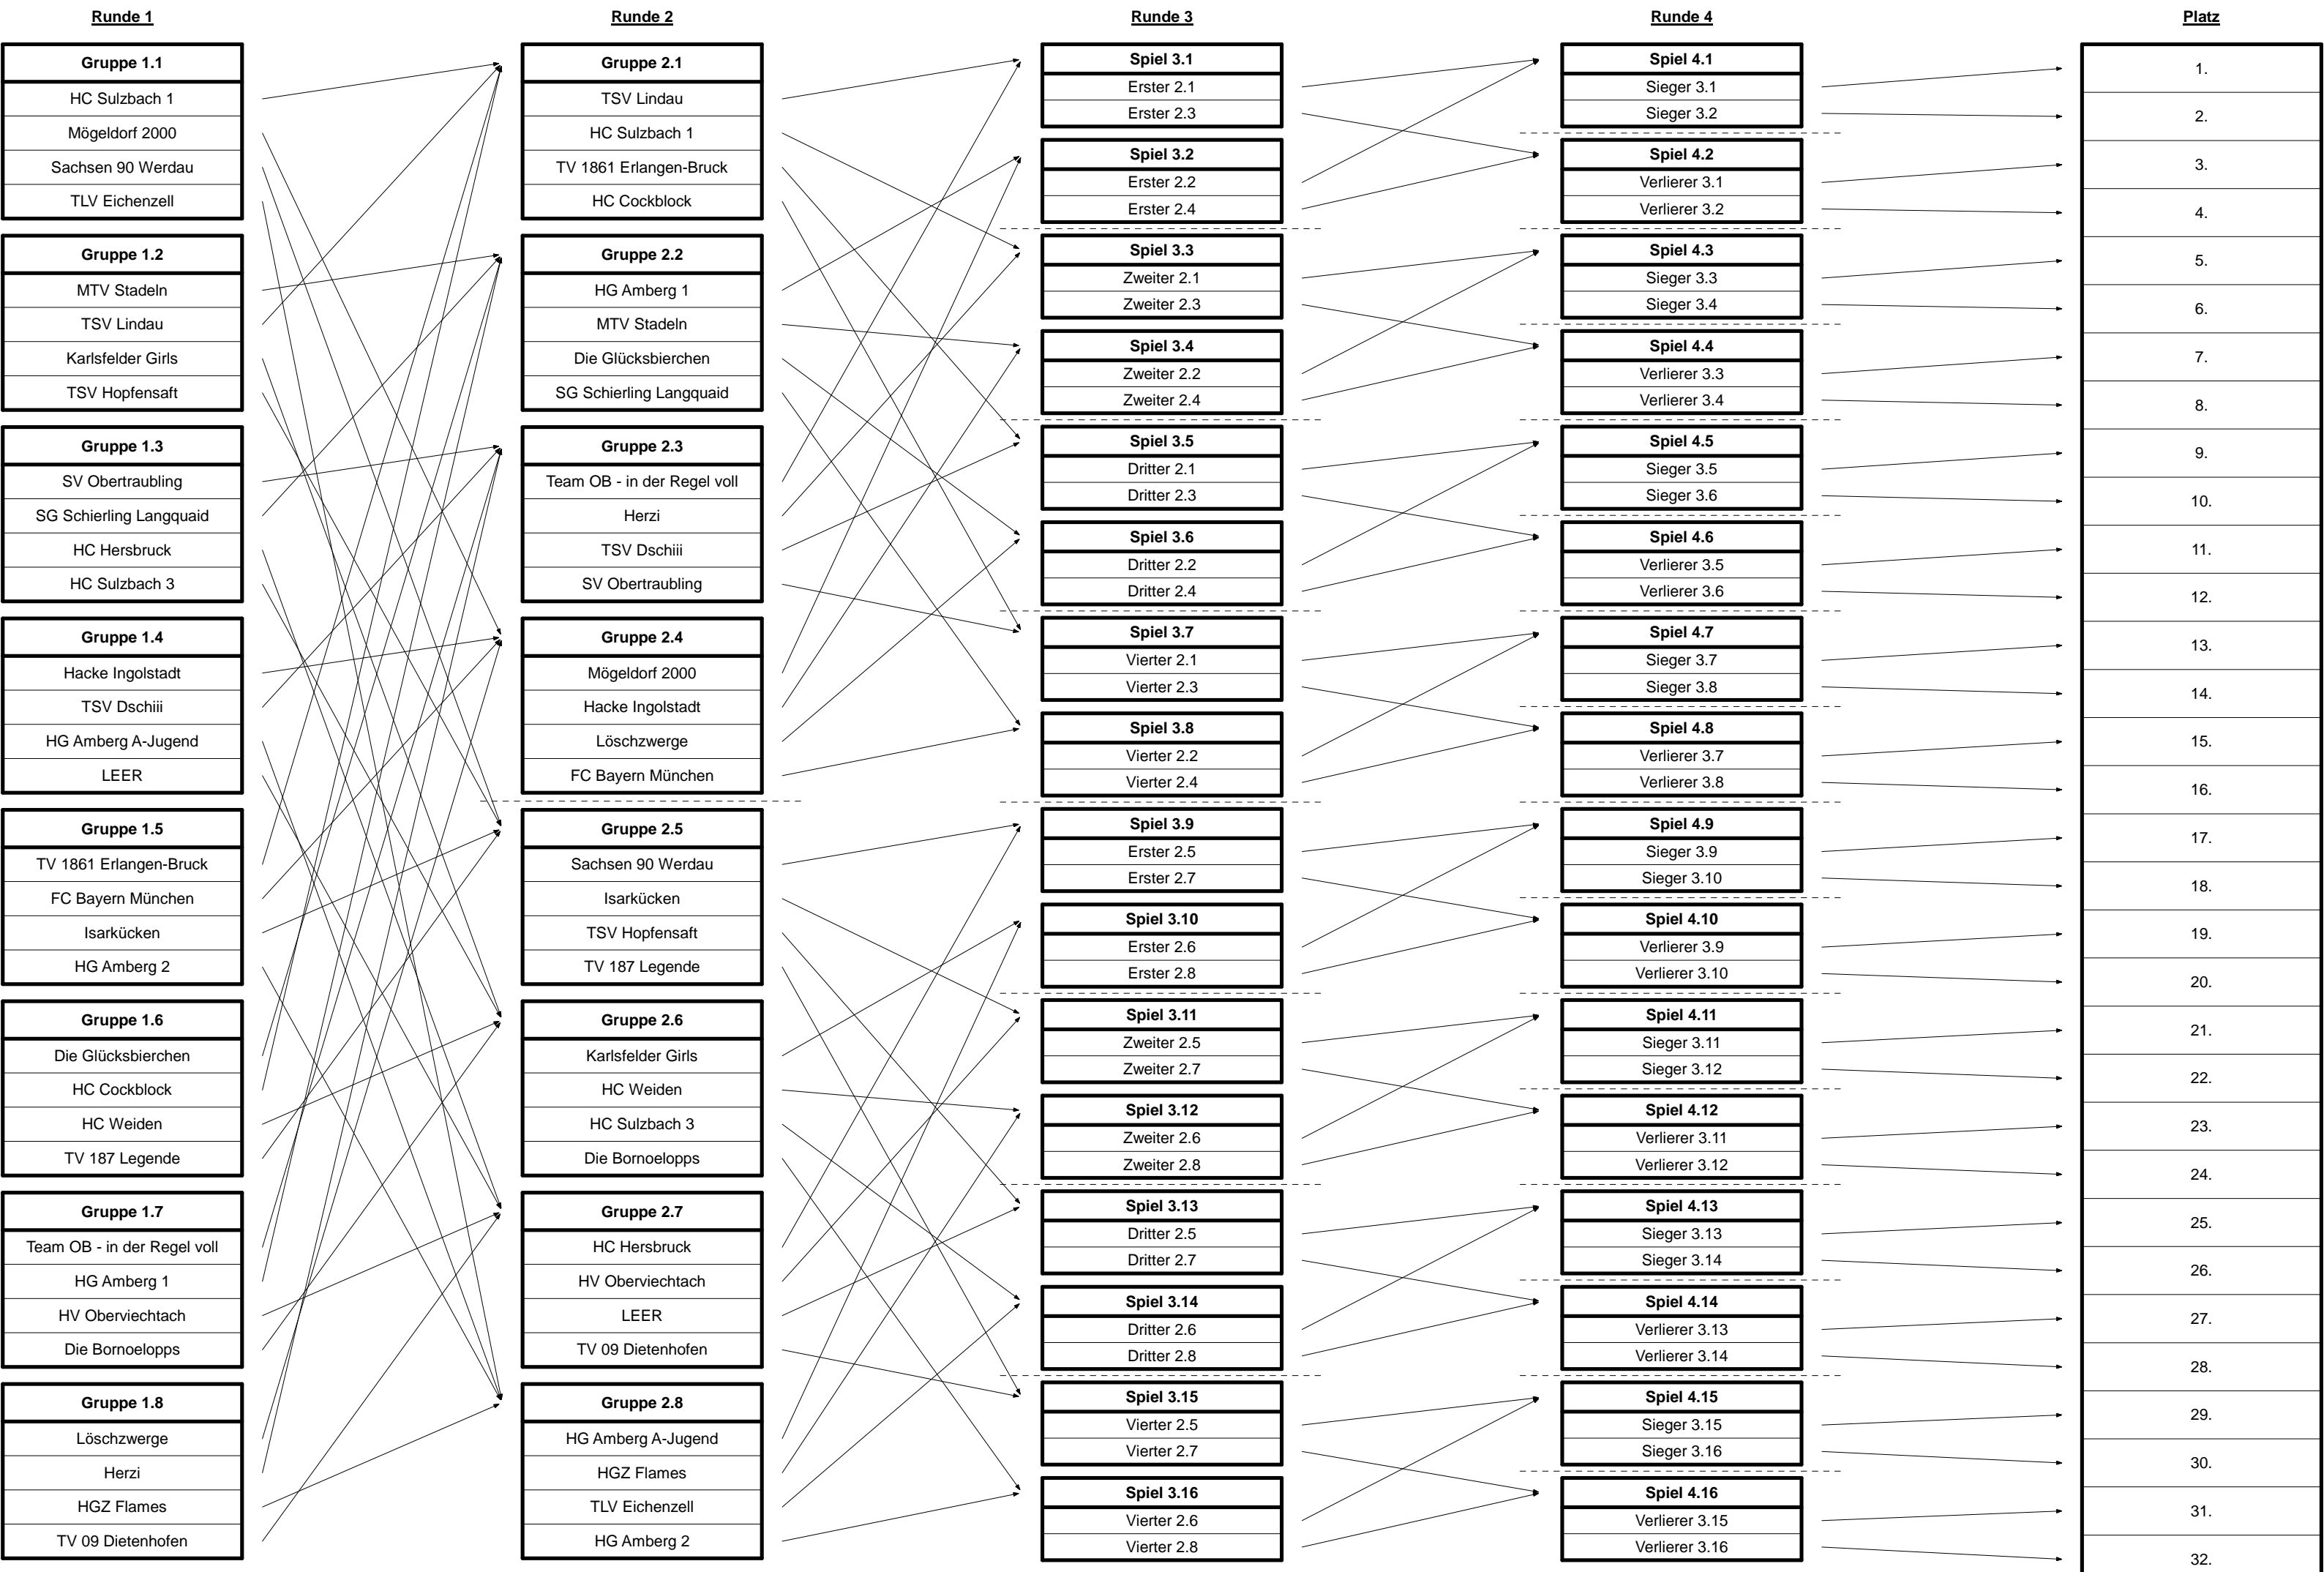 Runde 1
Gruppe 1.1
HC Sulzbach 1
Mögeldorf 2000
Sachsen 90 Werdau
TLV Eichenzell
Gruppe 1.2
MTV Stadeln
TSV Lindau
Karlsfelder Girls
TSV Hopfensaft
Gruppe 1.3
SV Obertraubling
SG Schierling Langquaid
HC Hersbruck
HC Sulzbach 3
Gruppe 1.4
Hacke Ingolstadt
TSV Dschiii
HG Amberg A-Jugend
LEER
Gruppe 1.5
TV 1861 Erlangen-Bruck
FC Bayern München
Isarkücken
HG Amberg 2
Gruppe 1.6
Die Glücksbierchen
HC Cockblock
HC Weiden
TV 187 Legende
Gruppe 1.7
Team OB - in der Regel voll
HG Amberg 1
HV Oberviechtach
Die Bornoelopps
Gruppe 1.8
Löschzwerge
Herzi
HGZ Flames
TV 09 Dietenhofen
Runde 2
Gruppe 2.1
TSV Lindau
HC Sulzbach 1
TV 1861 Erlangen-Bruck
HC Cockblock
Gruppe 2.2
HG Amberg 1
MTV Stadeln
Die Glücksbierchen
SG Schierling Langquaid
Gruppe 2.3
Team OB - in der Regel voll
Herzi
TSV Dschiii
SV Obertraubling
Gruppe 2.4
Mögeldorf 2000
Hacke Ingolstadt
Löschzwerge
FC Bayern München
Gruppe 2.5
Sachsen 90 Werdau
Isarkücken
TSV Hopfensaft
TV 187 Legende
Gruppe 2.6
Karlsfelder Girls
HC Weiden
HC Sulzbach 3
Die Bornoelopps
Gruppe 2.7
HC Hersbruck
HV Oberviechtach
LEER
TV 09 Dietenhofen
Gruppe 2.8
HG Amberg A-Jugend
HGZ Flames
TLV Eichenzell
HG Amberg 2
Runde 3
Spiel 3.1
Erster 2.1
Erster 2.3
Spiel 3.2
Erster 2.2
Erster 2.4
Spiel 3.3
Zweiter 2.1
Zweiter 2.3
Spiel 3.4
Zweiter 2.2
Zweiter 2.4
Spiel 3.5
Dritter 2.1
Dritter 2.3
Spiel 3.6
Dritter 2.2
Dritter 2.4
Spiel 3.7
Vierter 2.1
Vierter 2.3
Spiel 3.8
Vierter 2.2
Vierter 2.4
Spiel 3.9
Erster 2.5
Erster 2.7
Spiel 3.10
Erster 2.6
Erster 2.8
Spiel 3.11
Zweiter 2.5
Zweiter 2.7
Spiel 3.12
Zweiter 2.6
Zweiter 2.8
Spiel 3.13
Dritter 2.5
Dritter 2.7
Spiel 3.14
Dritter 2.6
Dritter 2.8
Spiel 3.15
Vierter 2.5
Vierter 2.7
Spiel 3.16
Vierter 2.6
Vierter 2.8
Runde 4
Spiel 4.1
Sieger 3.1
Sieger 3.2
Spiel 4.2
Verlierer 3.1
Verlierer 3.2
Spiel 4.3
Sieger 3.3
Sieger 3.4
Spiel 4.4
Verlierer 3.3
Verlierer 3.4
Spiel 4.5
Sieger 3.5
Sieger 3.6
Spiel 4.6
Verlierer 3.5
Verlierer 3.6
Spiel 4.7
Sieger 3.7
Sieger 3.8
Spiel 4.8
Verlierer 3.7
Verlierer 3.8
Spiel 4.9
Sieger 3.9
Sieger 3.10
Spiel 4.10
Verlierer 3.9
Verlierer 3.10
Spiel 4.11
Sieger 3.11
Sieger 3.12
Spiel 4.12
Verlierer 3.11
Verlierer 3.12
Spiel 4.13
Sieger 3.13
Sieger 3.14
Spiel 4.14
Verlierer 3.13
Verlierer 3.14
Spiel 4.15
Sieger 3.15
Sieger 3.16
Spiel 4.16
Verlierer 3.15
Verlierer 3.16
Platz
1.
2.
3.
4.
5.
6.
7.
8.
9.
10.
11.
12.
13.
14.
15.
16.
17.
18.
19.
20.
21.
22.
23.
24.
25.
26.
27.
28.
29.
30.
31.
32.